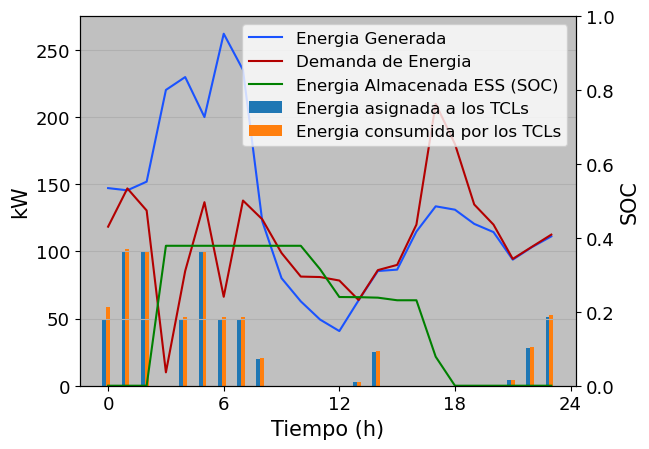 Energia Generada
Demanda de Energia
Energia Almacenada ESS (SOC)
Energia asignada a los TCLs
Energia consumida por los TCLs
kW
250
200
150
100
50
0
SOC
1.0
0.8
0.6
0.4
0.2
0.0
0 6 12 18 24
Tiempo (h)